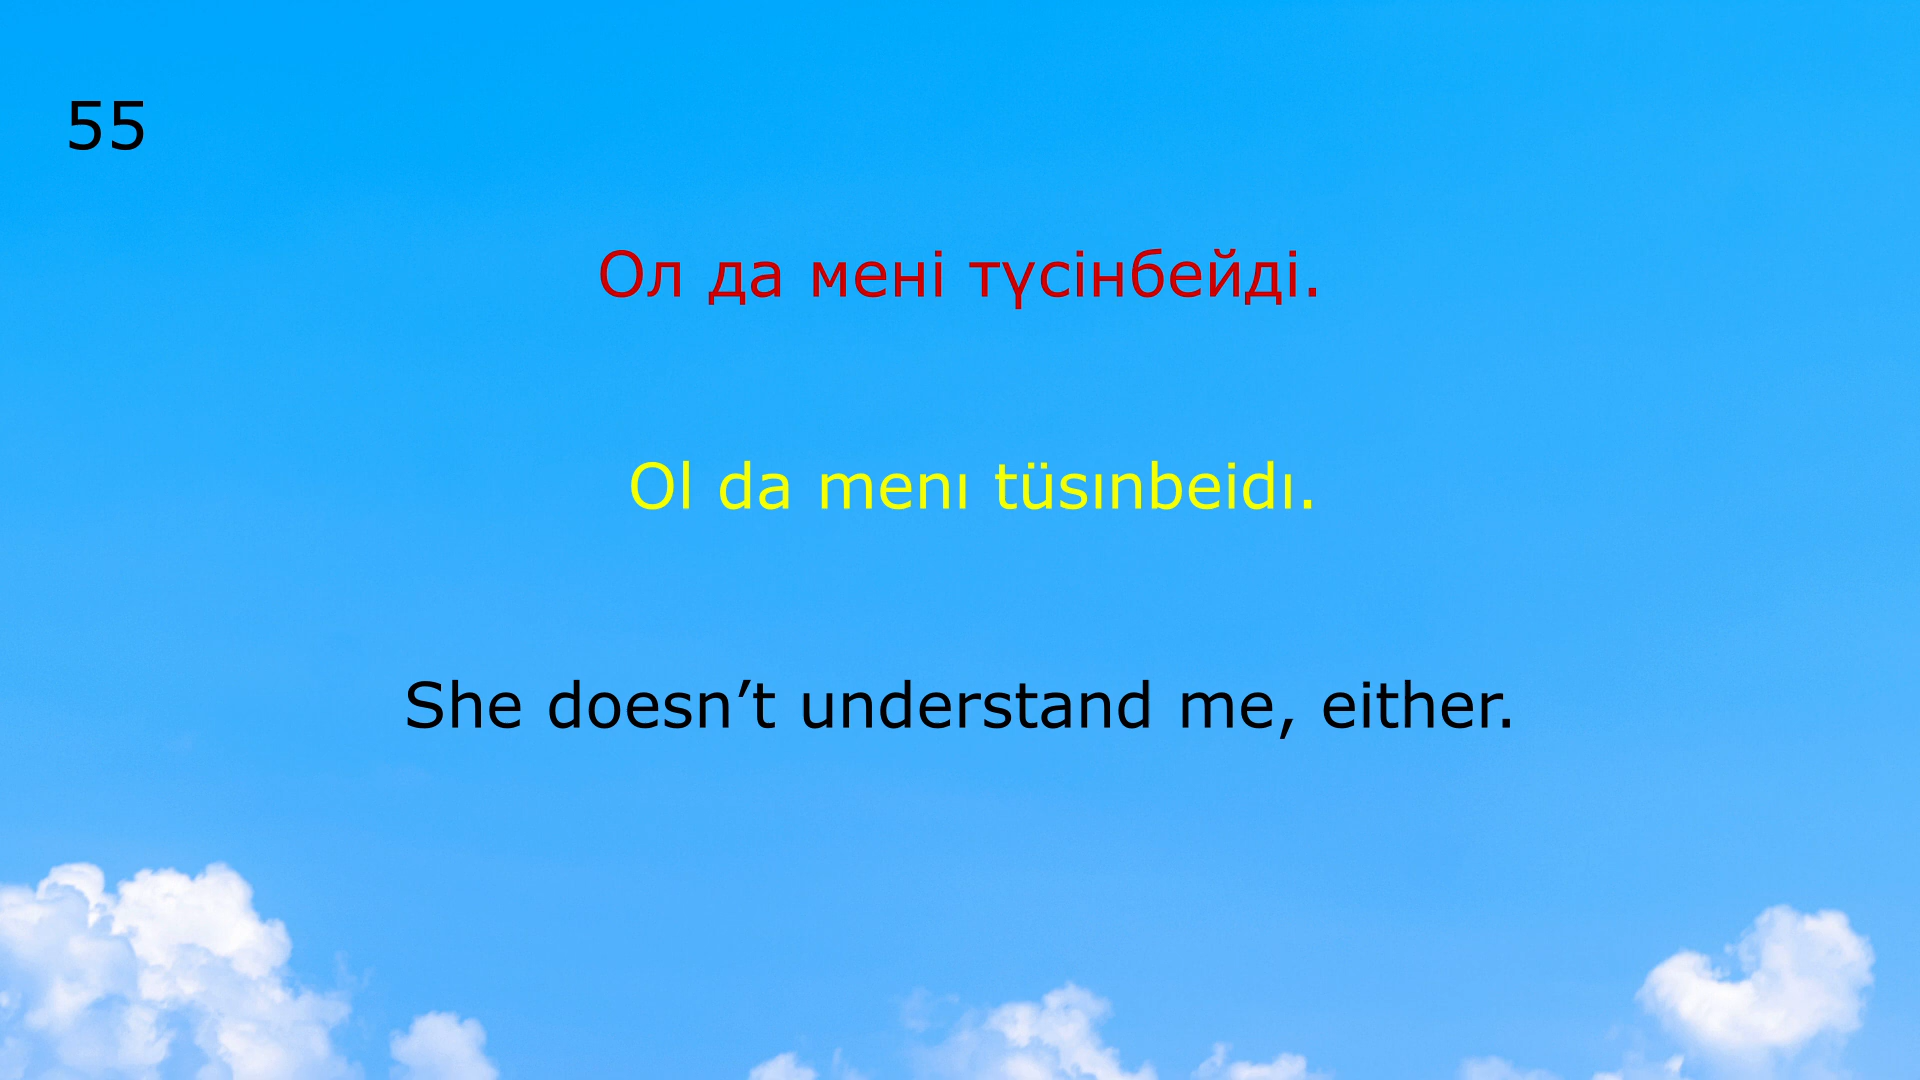 55
Ол да мені түсінбейді.
Ol da menı tüsınbeidı.
She doesn’t understand me, either.